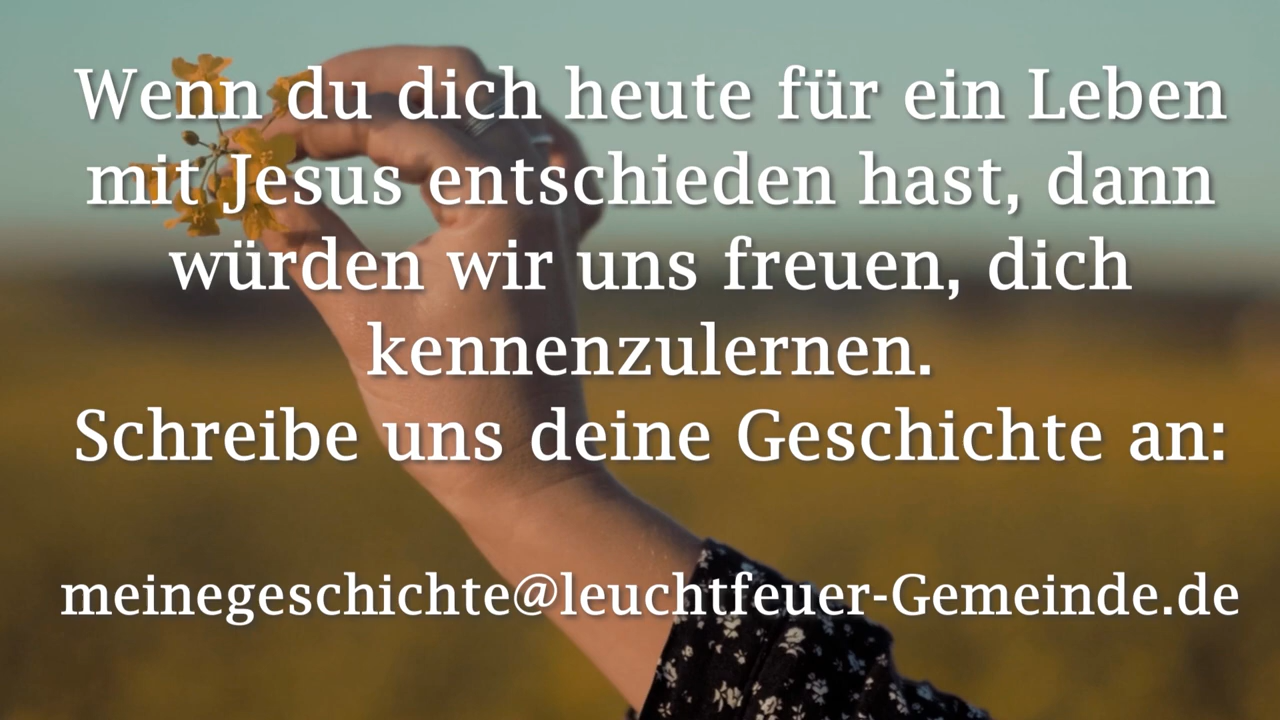 Wenn du dich heute für ein Leben
mit Jesus entschieden hast, dann
würden wir uns freuen, dich
kennenzulernen.
Schreibe uns deine Geschichte an:
meinegeschichte@leuchtfeuer-Gemeinde.de